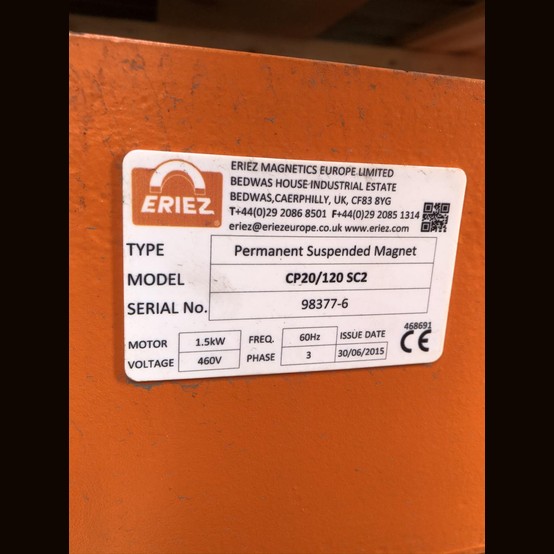 ERIEZ
ERIEZ MAGNETICS EUROPE LIMITED
BEDWAS HOUSE INDUSTRIAL ESTATE
BEDWAS,CAERPHILLY, UK, CF83 8YG
T+44(0)29 2086 8501 F+44(0)29 2085 1314
eriez@eriezeurope.co.uk www.eriez.com
TYPE Permanent Suspended Magnet
MODEL CP20/120 SC2
SERIAL No. 98377-6
468691
MOTOR 1.5kW FREQ. 60Hz ISSUE DATE CE
VOLTAGE 460V PHASE 3 30/06/2015